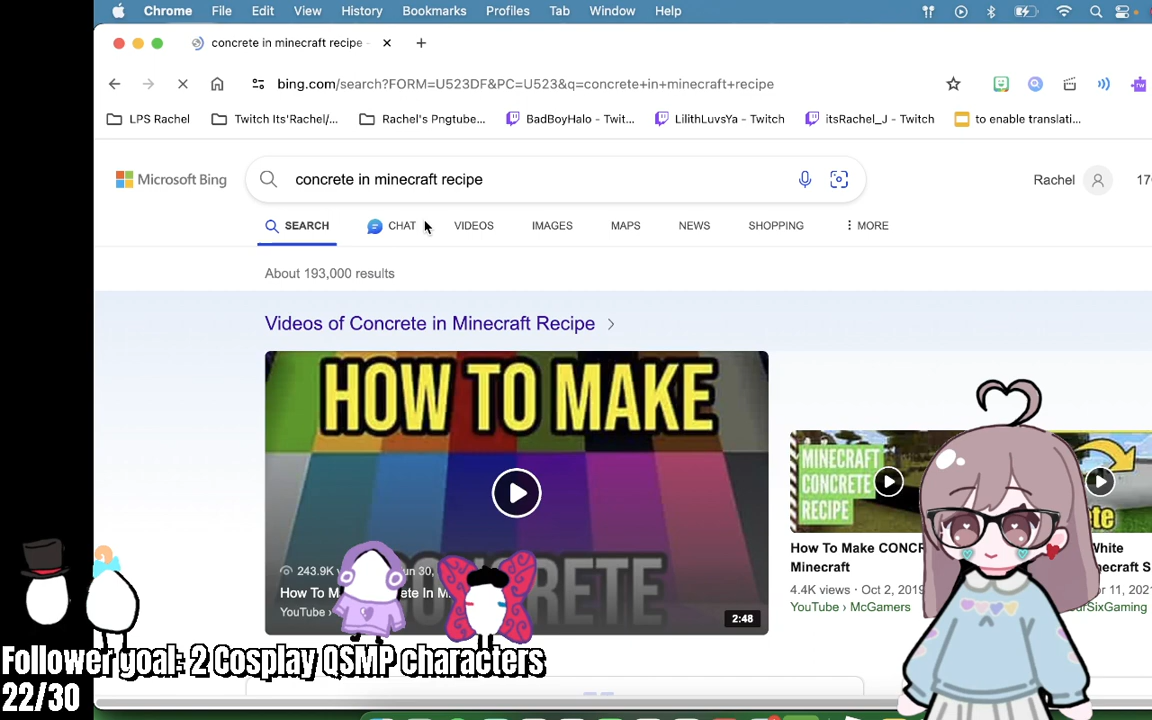 Chrome File Edit View History Bookmarks Profiles Tab Window Help
concrete in minecraft recipe -
bing.com/search?FORM=U523DF&PC=U523&q=concrete+in+minecraft+recipe
LPS Rachel Twitch Its'Rachel/... Rachel's Pngtube... BadBoyHalo - Twit... LilithLuvsYa - Twitch itsRachel_J - Twitch to enable translati...
Microsoft Bing concrete in minecraft recipe Rachel
SEARCH CHAT VIDEOS IMAGES MAPS NEWS SHOPPING MORE
About 193,000 results
Videos of Concrete in Minecraft Recipe
HOW TO MAKE
MINECRAFT
CONCRETE
RECIPE
2:48
How To Make
Minecraft
4.4K views · Oct 2, 2019
YouTube › McGamers
White
YouTube ›
Follower goal: 2 Cosplay QSMP characters
22/30